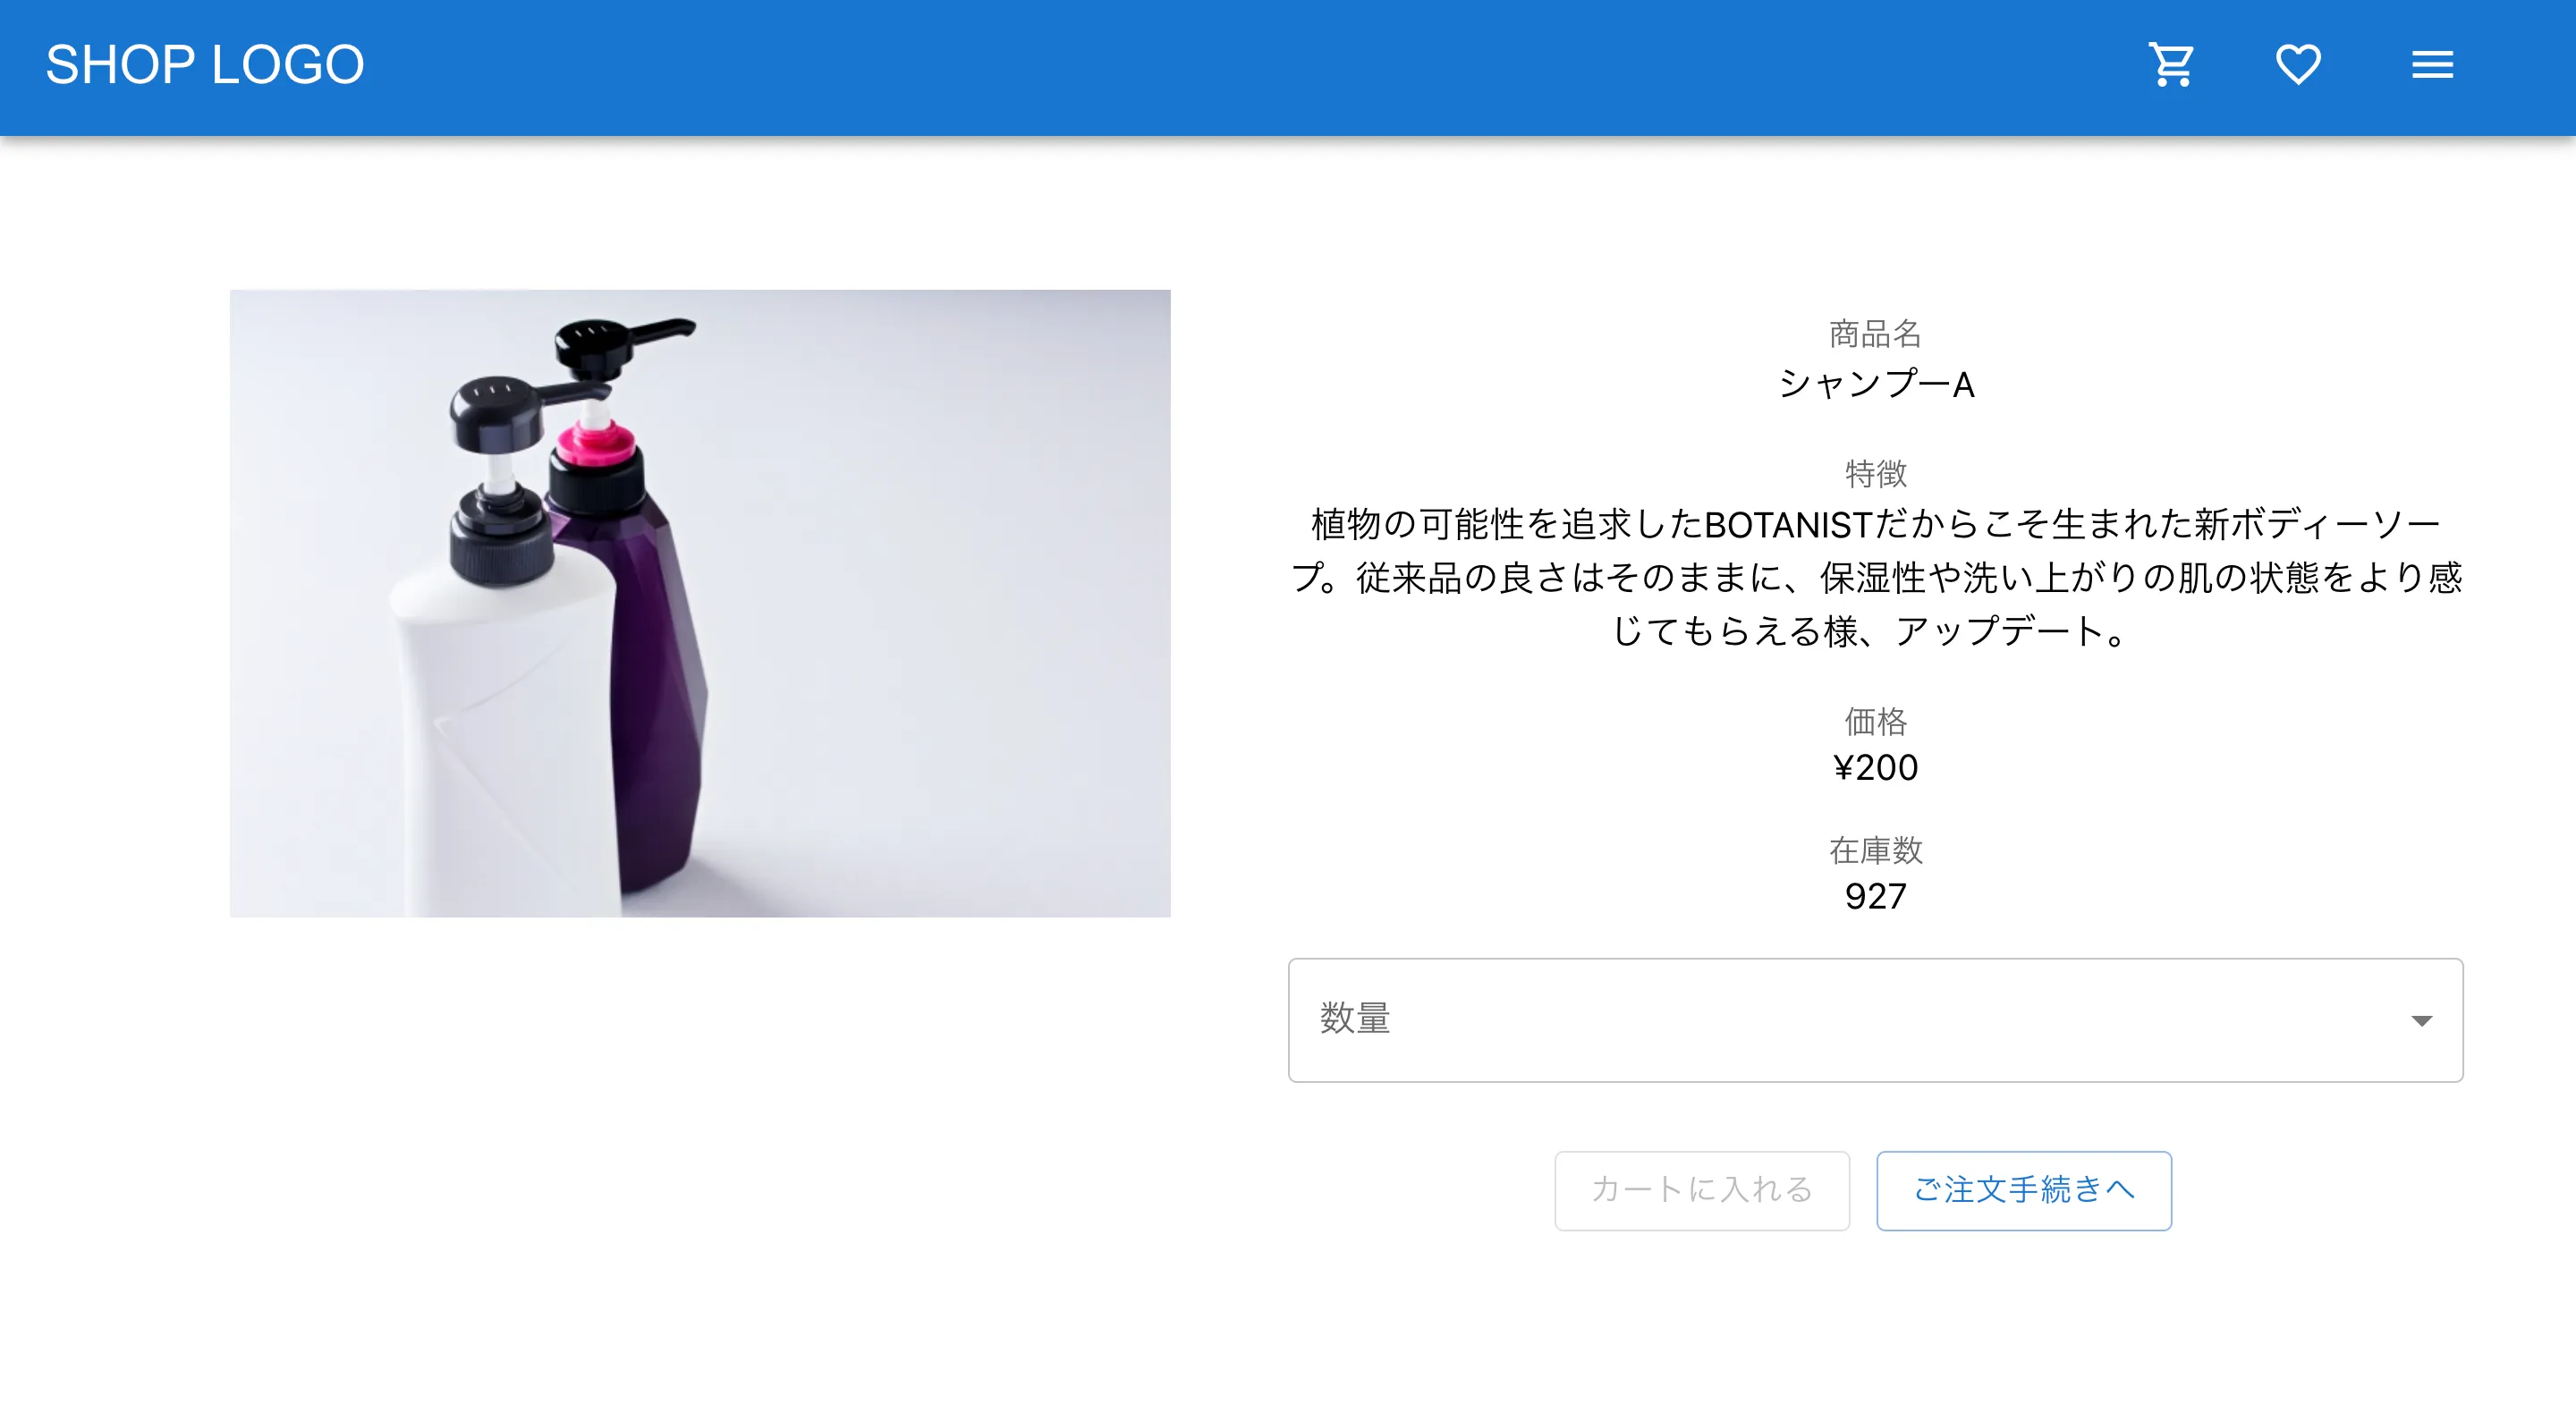 SHOP LOGO
商品名
シャンプーA
特徴
植物の可能性を追求したBOTANISTだからこそ生まれた新ボディーソー
プ。従来品の良さはそのままに、保湿性や洗い上がりの肌の状態をより感
じてもらえる様、アップデート。
価格
¥200
在庫数
927
数量
カートに入れる
ご注文手続きへ